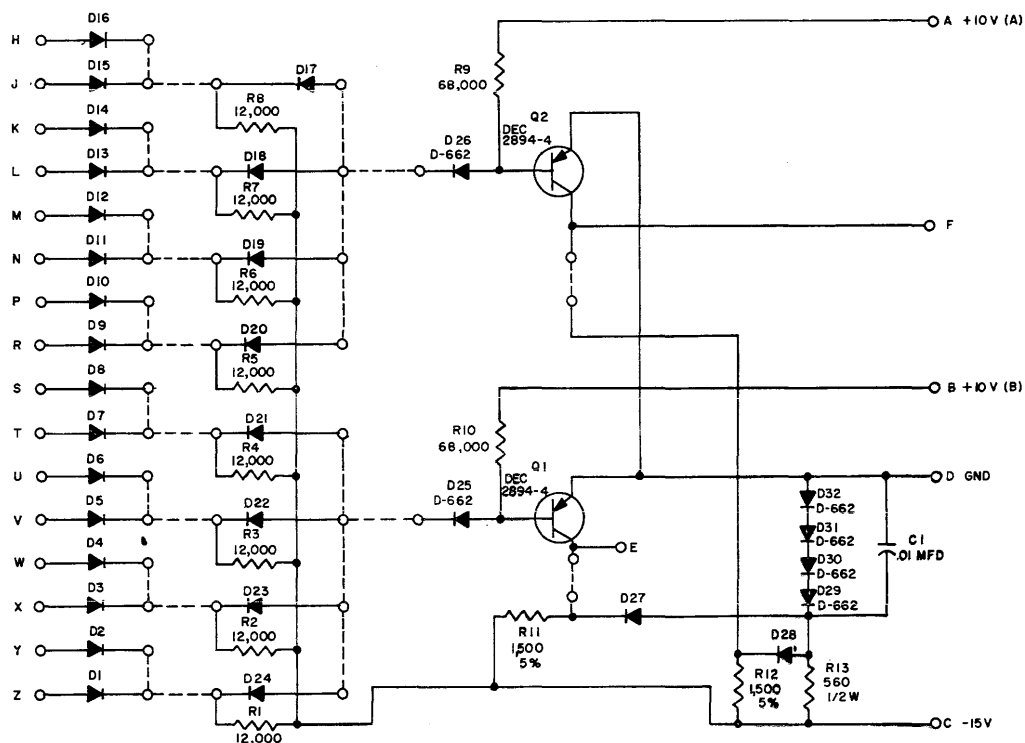 H D16
J D15
D17
R8
12,000
K D14
L D13
D18
R7
12,000
M D12
N D11
D19
R6
12,000
P D10
R D9
D20
R5
12,000
S D8
T D7
D21
R4
12,000
U D6
V D5
D22
R3
12,000
W D4
X D3
D23
R2
12,000
Y D2
Z D1
D24
R1
12,000
A +10V (A)
R9
68,000
Q2
DEC
2894-4
D26
D-662
F
B +10V (B)
R10
68,000
Q1
DEC
2894-4
D25
D-662
E
D GND
D32
D-662
D31
D-662
D30
D-662
D29
D-662
C1
.01 MFD
D27
R11
1,500
5%
D28
R12
1,500
5%
R13
560
1/2W
C -15V